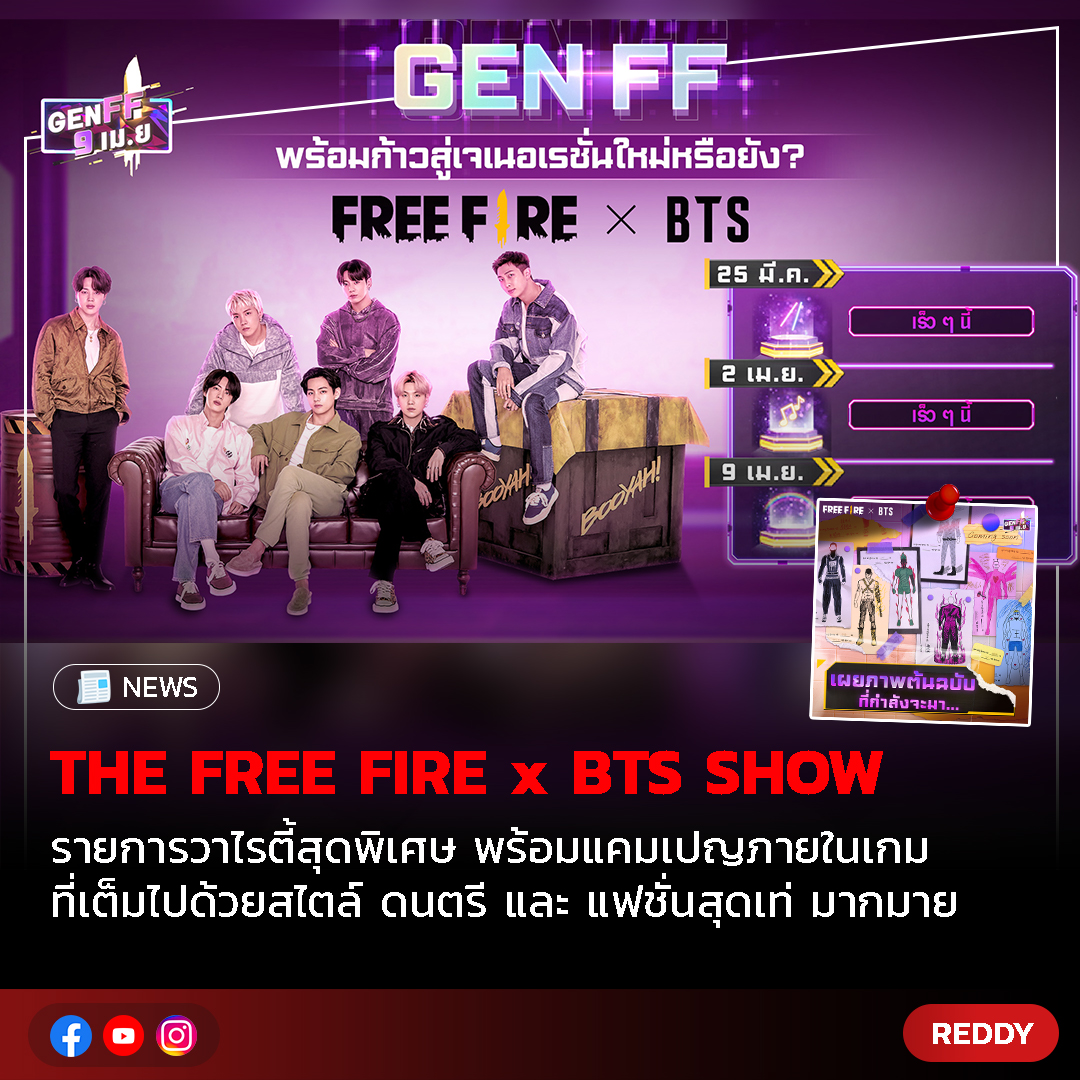 GEN FF
GEN FF
9 เม.ย
พร้อมก้าวสู่เจเนอเรชั่นใหม่หรือยัง?
FREE FIRE × BTS
25 มี.ค.
เร็ว ๆ นี้
2 เม.ย.
เร็ว ๆ นี้
9 เม.ย.
BOOYAH!
BOOYAH!
FREE FIRE × BTS
Coming soon
เผยภาพต้นฉบับ
ที่กำลังจะมา...
NEWS
THE FREE FIRE x BTS SHOW
รายการวาไรตี้สุดพิเศษ พร้อมแคมเปญภายในเกม
ที่เต็มไปด้วยสไตล์ ดนตรี และ แฟชั่นสุดเท่ มากมาย
REDDY